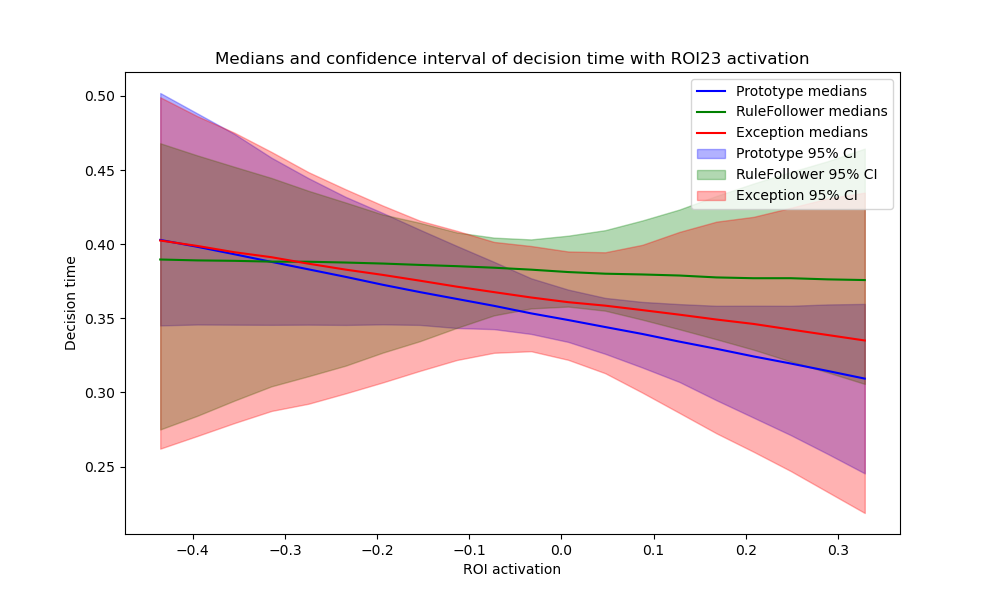 Medians and confidence interval of decision time with ROI23 activation
Prototype medians
RuleFollower medians
Exception medians
Prototype 95% CI
RuleFollower 95% CI
Exception 95% CI
Decision time
0.50
0.45
0.40
0.35
0.30
0.25
−0.4
−0.3
−0.2
−0.1
0.0
0.1
0.2
0.3
ROI activation